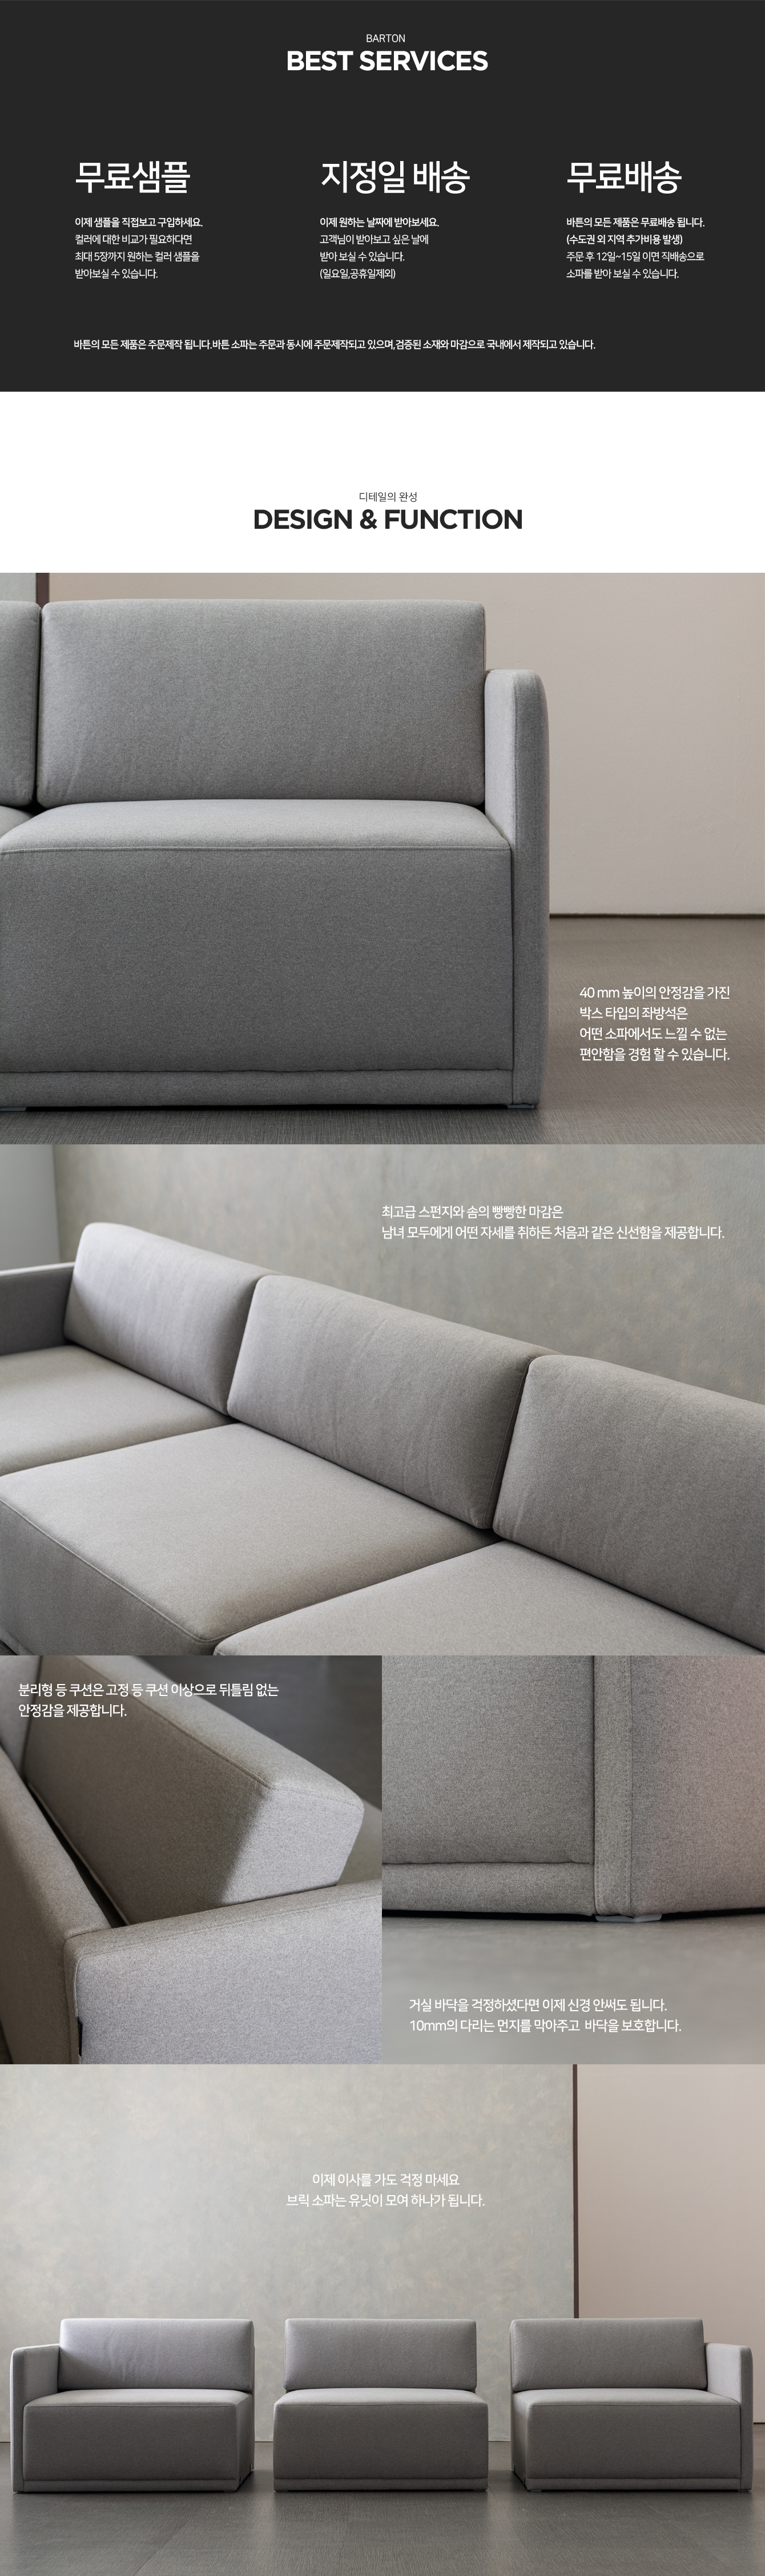 BARTON
BEST SERVICES
무료샘플
이제 샘플을 직접보고 구입하세요.
컬러에 대한 비교가 필요하다면
최대 5장까지 원하는 컬러 샘플을
받아보실 수 있습니다.
지정일 배송
이제 원하는 날짜에 받아보세요.
고객님이 받아보고 싶은 날에
받아 보실 수 있습니다.
(일요일,공휴일제외)
무료배송
바튼의 모든 제품은 무료배송 됩니다.
(수도권 외 지역 추가비용 발생)
주문 후 12일~15일 이면 직배송으로
소파를 받아 보실 수 있습니다.
바튼의 모든 제품은 주문제작 됩니다.바튼 소파는 주문과 동시에 주문제작되고 있으며,검증된 소재와 마감으로 국내에서 제작되고 있습니다.
디테일의 완성
DESIGN & FUNCTION
40 mm 높이의 안정감을 가진
박스 타입의 좌방석은
어떤 소파에서도 느낄 수 없는
편안함을 경험 할 수 있습니다.
최고급 스펀지와 솜의 빵빵한 마감은
남녀 모두에게 어떤 자세를 취하든 처음과 같은 신선함을 제공합니다.
분리형 등 쿠션은 고정 등 쿠션 이상으로 뒤틀림 없는
안정감을 제공합니다.
거실 바닥을 걱정하셨다면 이제 신경 안써도 됩니다.
10mm의 다리는 먼지를 막아주고 바닥을 보호합니다.
이제 이사를 가도 걱정 마세요
브릭 소파는 유닛이 모여 하나가 됩니다.